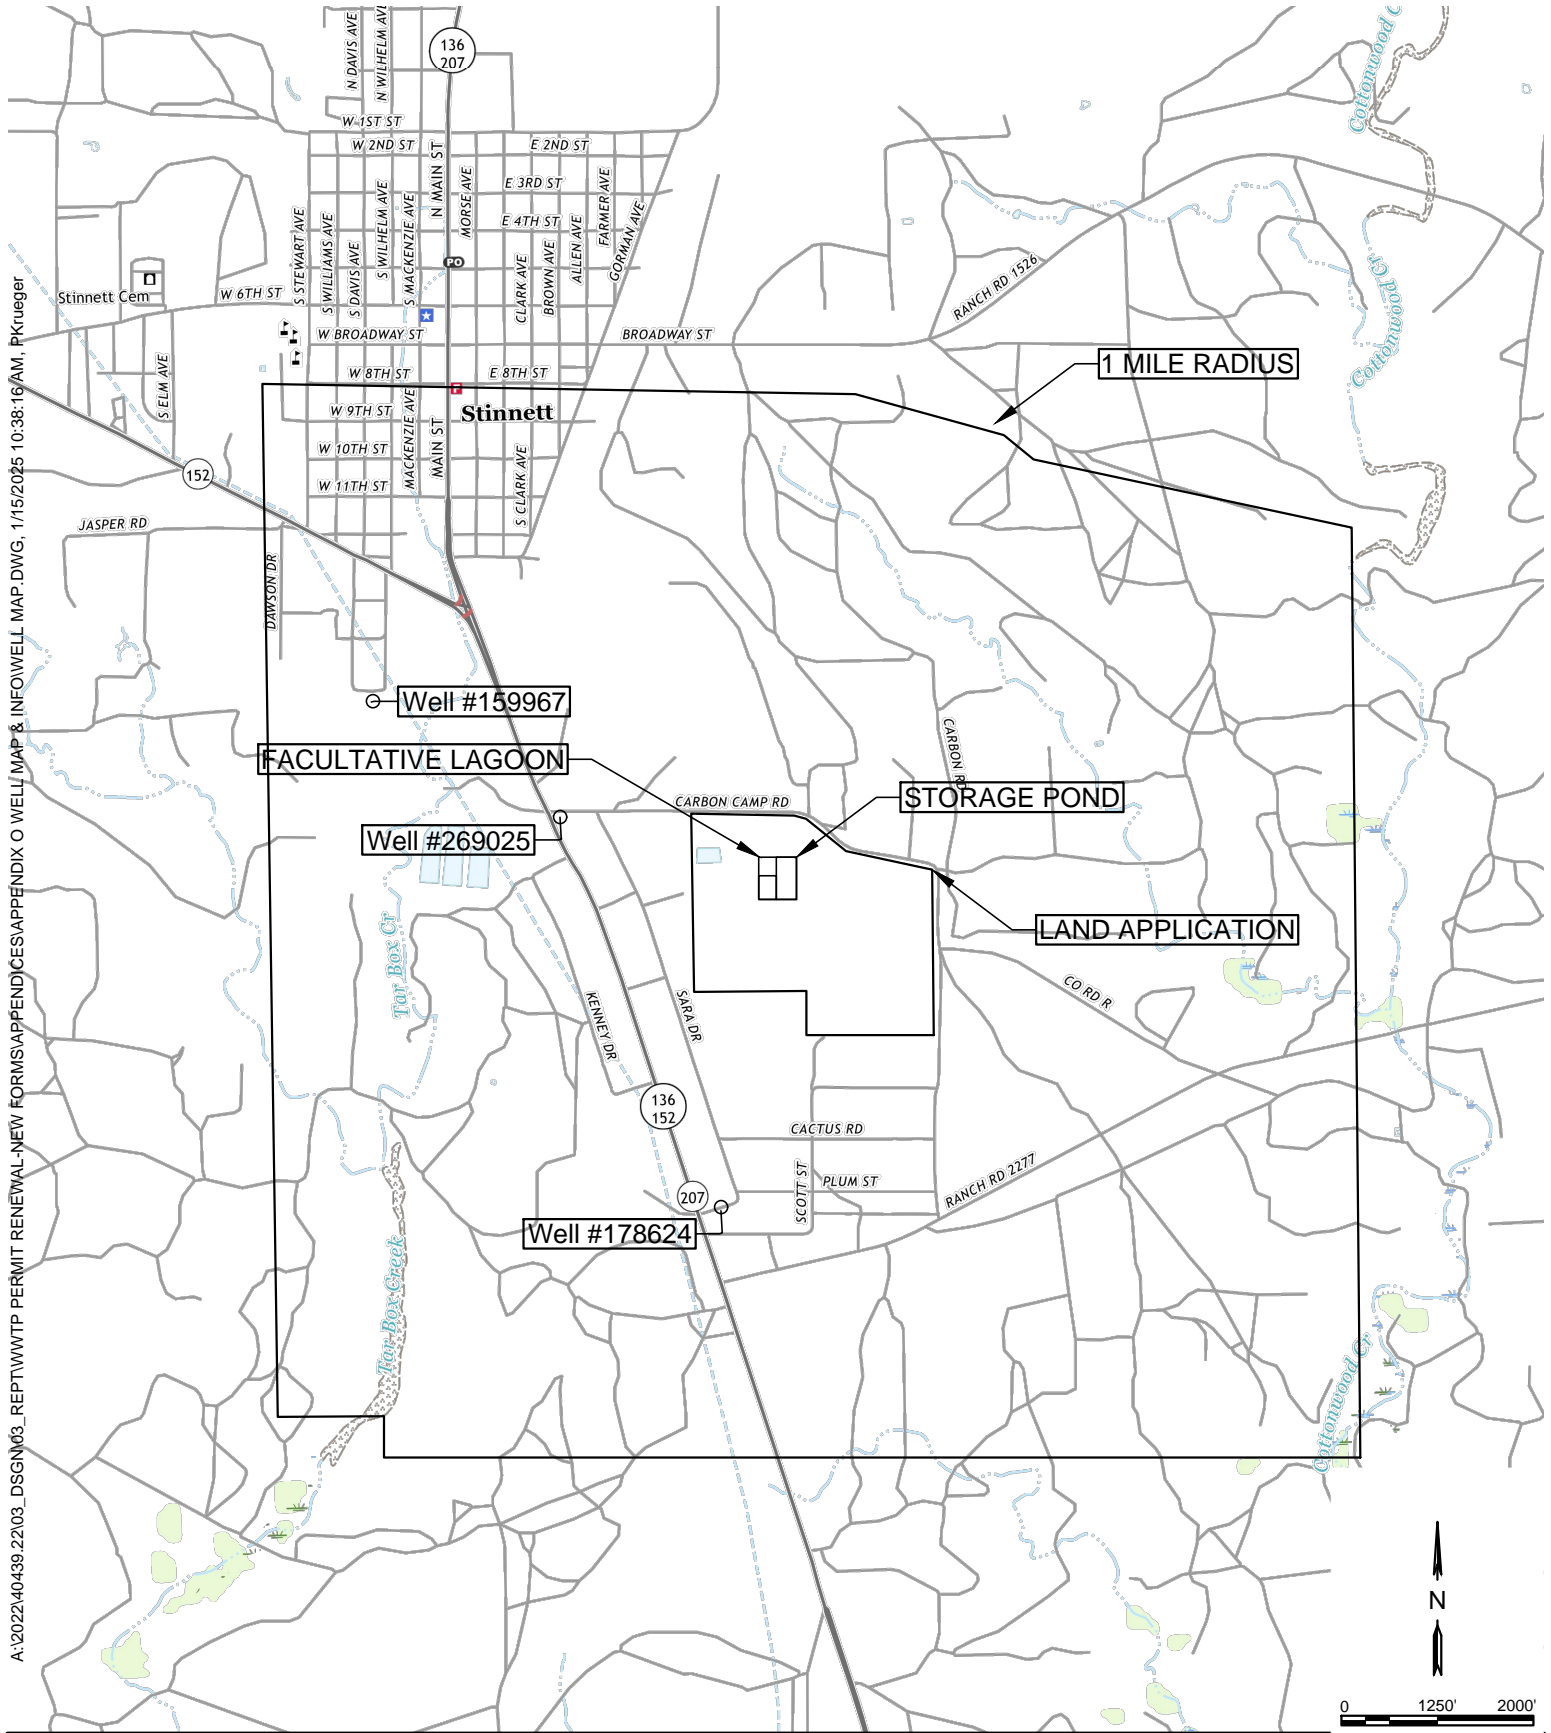 N DAVIS AVE
N WILHELM AVE
136
207
Cottonwood C
W 1ST ST
W 2ND ST
N MAIN ST
MORSE AVE
E 2ND ST
E 3RD ST
E 4TH ST
FARMER AVE
GORMAN AVE
S STEWART AVE
S WILLIAMS AVE
S DAVIS AVE
S WILHELM AVE
S MACKENZIE AVE
PO
CLARK AVE
BROWN AVE
ALLEN AVE
RANCH RD 1526
Cottonwood Cr
Stinnett Cem
W 6TH ST
W BROADWAY ST
BROADWAY ST
S ELM AVE
W 8TH ST
F
E 8TH ST
1 MILE RADIUS
W 9TH ST
Stinnett
MACKENZIE AVE
MAIN ST
W 10TH ST
S CLARK AVE
152
W 11TH ST
JASPER RD
DAWSON DR
Well #159967
FACULTATIVE LAGOON
CARBON RD
CARBON CAMP RD
STORAGE POND
Well #269025
LAND APPLICATION
Tar Box Cr
KENNEY DR
SARA DR
CO RD R
136
152
CACTUS RD
SCOTT ST
PLUM ST
RANCH RD 2277
207
Well #178624
Tar Box Creek
Cottonwood Cr
N
0 1250' 2000'
A:\2022\40439.22203_DSGN\03_REPT\WWTP PERMIT RENEWAL-NEW FORMS\APPENDICES\APPENDIX O WELL MAP & INFO\WELL MAP.DWG, 1/15/2025 10:38:16 AM, PKrueger